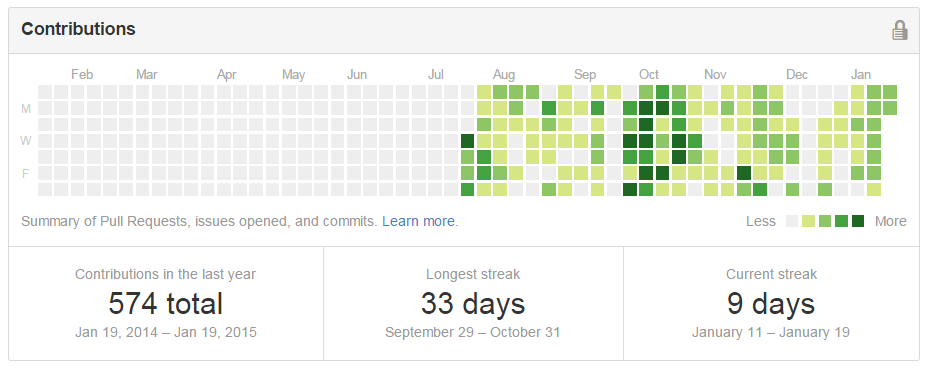 Contributions
Feb Mar Apr May Jun Jul Aug Sep Oct Nov Dec Jan
M
W
F
Summary of Pull Requests, issues opened, and commits. Learn more.
Less More
Contributions in the last year
574 total
Jan 19, 2014 – Jan 19, 2015
Longest streak
33 days
September 29 – October 31
Current streak
9 days
January 11 – January 19